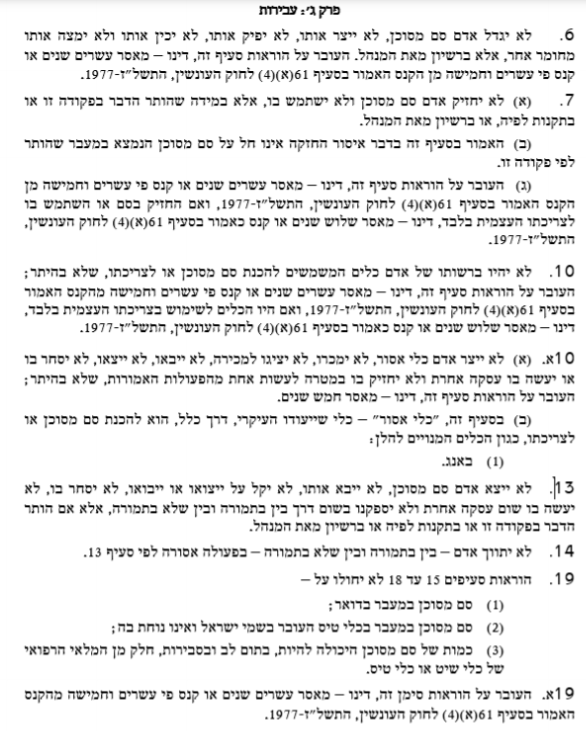 פרק ג': עבירות
6. לא יגדל אדם סם מסוכן, לא ייצר אותו, לא יפיק אותו, לא יכין אותו ולא ימצה אותו
מחומר אחר, אלא ברשיון מאת המנהל. העובר על הוראות סעיף זה, דינו – מאסר עשרים שנים או
קנס פי עשרים וחמישה מן הקנס האמור בסעיף 61(א)(4) לחוק העונשין, התשל"ז-1977.
7. (א) לא יחזיק אדם סם מסוכן ולא ישתמש בו, אלא במידה שהותר הדבר בפקודה זו או
בתקנות לפיה, או ברשיון מאת המנהל.
(ב) האמור בסעיף זה בדבר איסור החזקה אינו חל על סם מסוכן הנמצא במעבר שהותר
לפי פקודה זו.
(ג) העובר על הוראות סעיף זה, דינו – מאסר עשרים שנים או קנס פי עשרים וחמישה מן
הקנס האמור בסעיף 61(א)(4) לחוק העונשין, התשל"ז-1977, ואם החזיק בסם או השתמש בו
לצריכתו העצמית בלבד, דינו – מאסר שלוש שנים או קנס כאמור בסעיף 61(א)(4) לחוק העונשין,
התשל"ז-1977.
10. לא יהיו ברשותו של אדם כלים המשמשים להכנת סם מסוכן או לצריכתו, שלא בהיתר;
העובר על הוראות סעיף זה, דינו – מאסר עשרים שנים או קנס פי עשרים וחמישה מהקנס האמור
בסעיף 61(א)(4) לחוק העונשין, התשל"ז-1977, ואם היו הכלים לשימוש בצריכתו העצמית בלבד,
דינו – מאסר שלוש שנים או קנס כאמור בסעיף 61(א)(4) לחוק העונשין, התשל"ז-1977.
10א. (א) לא ייצר אדם כלי אסור, לא ימכרו, לא יציגו למכירה, לא ייבאו, לא ייצאו, לא יסחר בו
או יעשה בו עסקה אחרת ולא יחזיק בו במטרה לעשות אחת מהפעולות האמורות, שלא בהיתר;
העובר על הוראות סעיף זה, דינו – מאסר חמש שנים.
(ב) בסעיף זה, "כלי אסור" – כלי שייעודו העיקרי, דרך כלל, הוא להכנת סם מסוכן או
לצריכתו, כגון הכלים המנויים להלן:
(1) באנג.
13. לא ייצא אדם סם מסוכן, לא ייבא אותו, לא יקל על ייצואו או ייבואו, לא יסחר בו, לא
יעשה בו שום עסקה אחרת ולא יספקנו בשום דרך בין בתמורה ובין שלא בתמורה, אלא אם הותר
הדבר בפקודה זו או בתקנות לפיה או ברשיון מאת המנהל.
14. לא יתווך אדם – בין בתמורה ובין שלא בתמורה – בפעולה אסורה לפי סעיף 13.
19. הוראות סעיפים 15 עד 18 לא יחולו על –
(1) סם מסוכן במעבר בדואר;
(2) סם מסוכן במעבר בכלי טיס העובר בשמי ישראל ואינו נוחת בה;
(3) כמות של סם מסוכן היכולה להיות, בתום לב ובסבירות, חלק מן המלאי הרפואי
של כלי שיט או כלי טיס.
19א. העובר על הוראות סימן זה, דינו – מאסר עשרים שנים או קנס פי עשרים וחמישה מהקנס
האמור בסעיף 61(א)(4) לחוק העונשין, התשל"ז-1977.